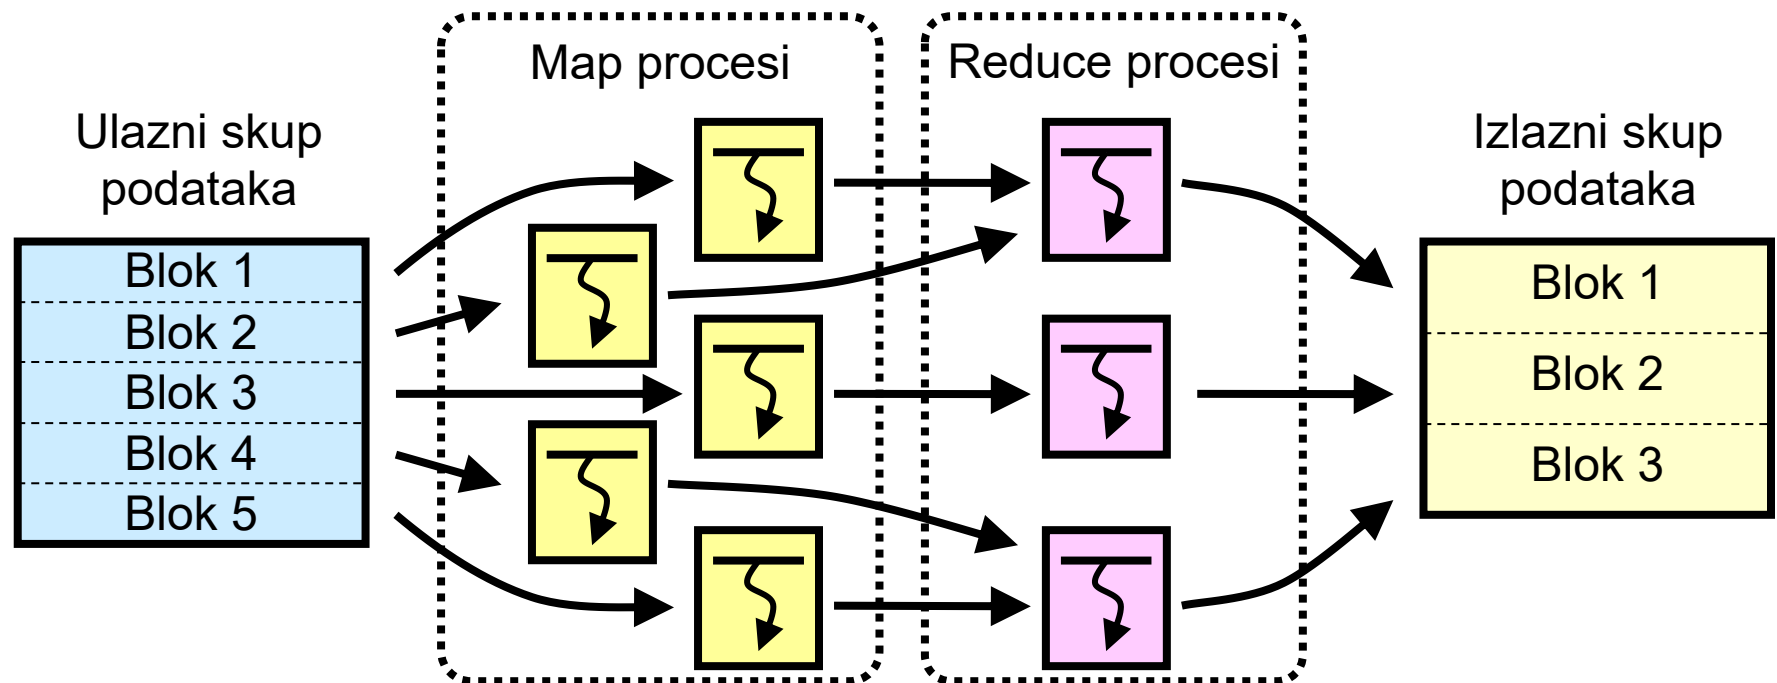 Map procesi
Reduce procesi
Ulazni skup
podataka
Blok 1
Blok 2
Blok 3
Blok 4
Blok 5
Izlazni skup
podataka
Blok 1
Blok 2
Blok 3